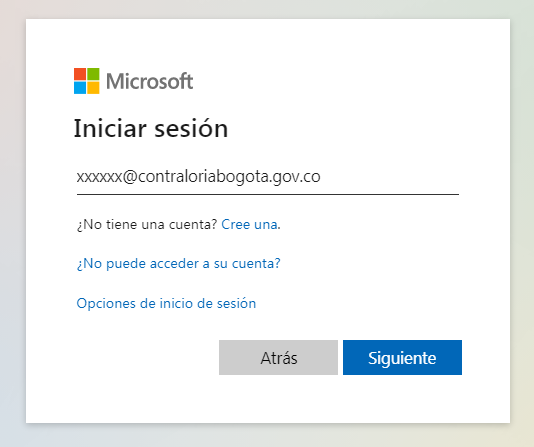 Microsoft
Iniciar sesión
xxxxxx@contraloriabogota.gov.co
¿No tiene una cuenta? Cree una.
¿No puede acceder a su cuenta?
Opciones de inicio de sesión
Atrás Siguiente